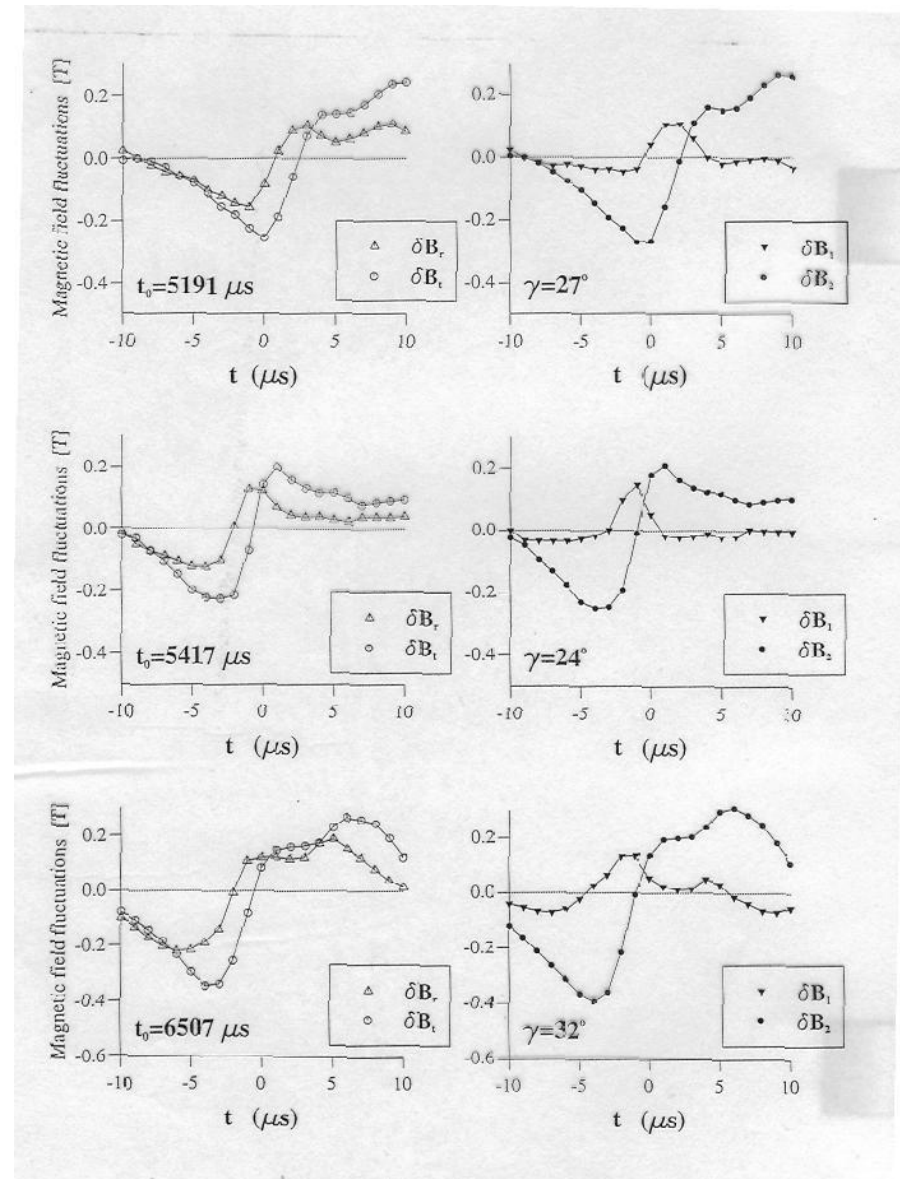 Magnetic field fluctuations [T]
0.2
0.0
-0.2
-0.4
δBr
δBt
t₀=5191 μs
-10 -5 0 5 10
t (μs)
0.2
0.0
-0.2
-0.4
δB₁
δB₂
γ=27°
-10 -5 0 5 10
t (μs)
Magnetic field fluctuations [T]
0.2
0.0
-0.2
-0.4
δBr
δBt
t₀=5417 μs
-10 -5 0 5 10
t (μs)
0.2
0.0
-0.2
-0.4
δB₁
δB₂
γ=24°
-10 -5 0 5 10
t (μs)
Magnetic field fluctuations [T]
0.2
0.0
-0.2
-0.4
-0.6
δBr
δBt
t₀=6507 μs
-10 -5 0 5 10
t (μs)
0.2
0.0
-0.2
-0.4
-0.6
δB₁
δB₂
γ=32°
-10 -5 0 5 10
t (μs)